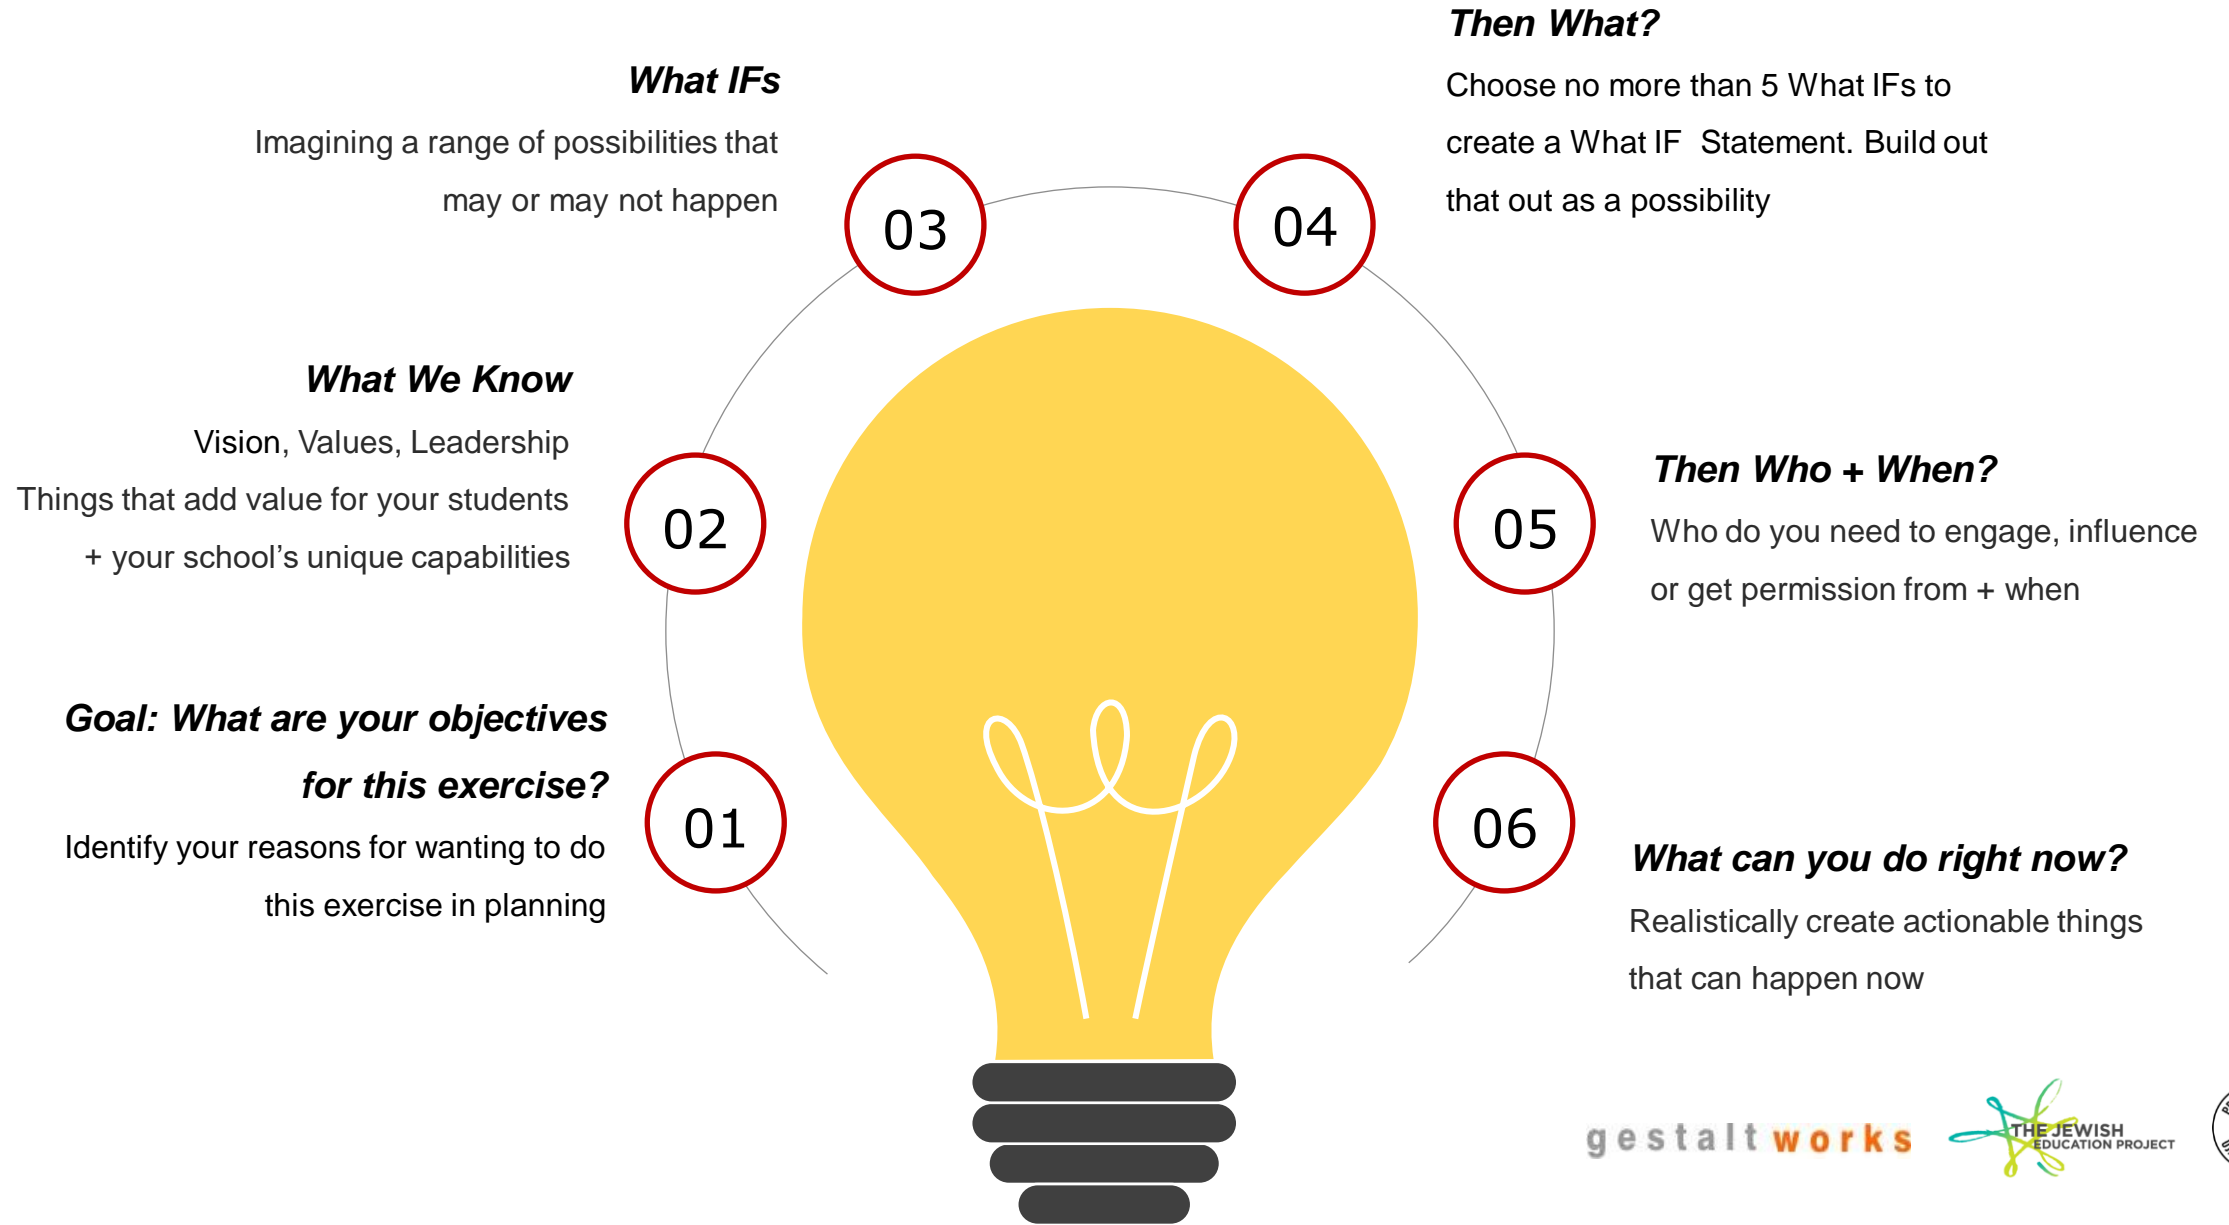 Goal: What are your objectives
for this exercise?
Identify your reasons for wanting to do
this exercise in planning
01
What We Know
Vision, Values, Leadership
Things that add value for your students
+ your school’s unique capabilities
02
What IFs
Imagining a range of possibilities that
may or may not happen
03
Then What?
Choose no more than 5 What IFs to
create a What IF Statement. Build out
that out as a possibility
04
Then Who + When?
Who do you need to engage, influence
or get permission from + when
05
What can you do right now?
Realistically create actionable things
that can happen now
06
gestalt works
THE JEWISH
EDUCATION PROJECT